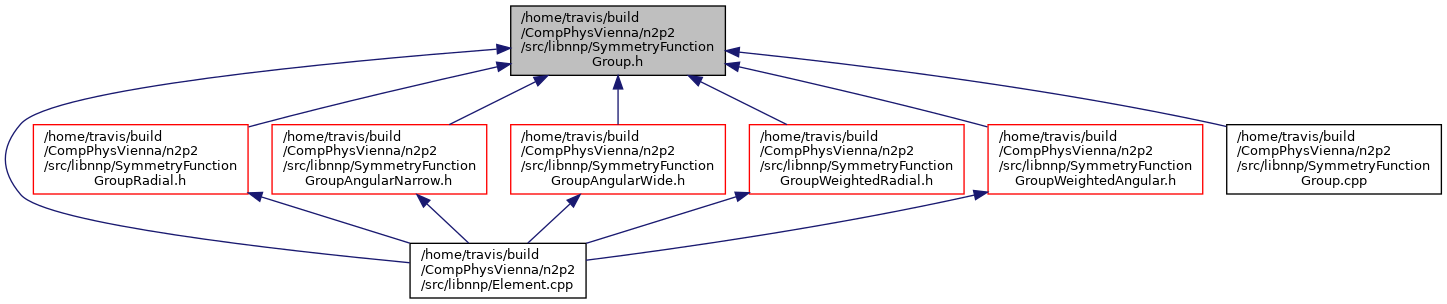 /home/travis/build
/CompPhysVienna/n2p2
/src/libnnp/SymmetryFunction
Group.h
/home/travis/build
/CompPhysVienna/n2p2
/src/libnnp/SymmetryFunction
GroupRadial.h
/home/travis/build
/CompPhysVienna/n2p2
/src/libnnp/SymmetryFunction
GroupAngularNarrow.h
/home/travis/build
/CompPhysVienna/n2p2
/src/libnnp/SymmetryFunction
GroupAngularWide.h
/home/travis/build
/CompPhysVienna/n2p2
/src/libnnp/SymmetryFunction
GroupWeightedRadial.h
/home/travis/build
/CompPhysVienna/n2p2
/src/libnnp/SymmetryFunction
GroupWeightedAngular.h
/home/travis/build
/CompPhysVienna/n2p2
/src/libnnp/SymmetryFunction
Group.cpp
/home/travis/build
/CompPhysVienna/n2p2
/src/libnnp/Element.cpp